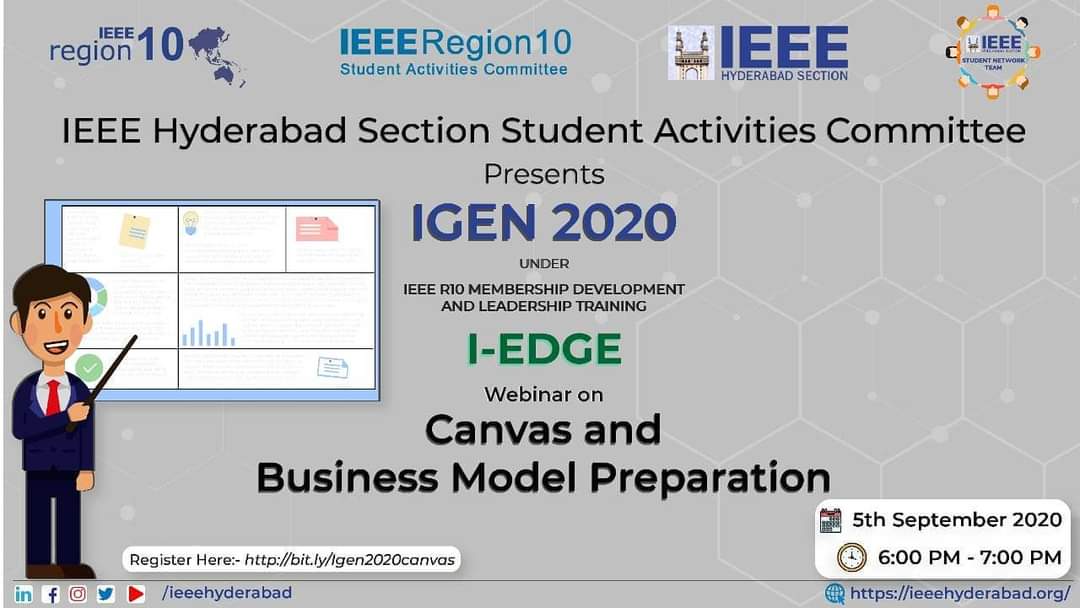 IEEE
region 10
IEEE Region 10
Student Activities Committee
IEEE
HYDERABAD SECTION
IEEE
STUDENT NETWORK
TEAM
IEEE Hyderabad Section Student Activities Committee
Presents
IGEN 2020
UNDER
IEEE R10 MEMBERSHIP DEVELOPMENT
AND LEADERSHIP TRAINING
I-EDGE
Webinar on
Canvas and
Business Model Preparation
5th September 2020
6:00 PM - 7:00 PM
Register Here:- http://bit.ly/Igen2020canvas
/ieeehyderabad
https://ieeehyderabad.org/